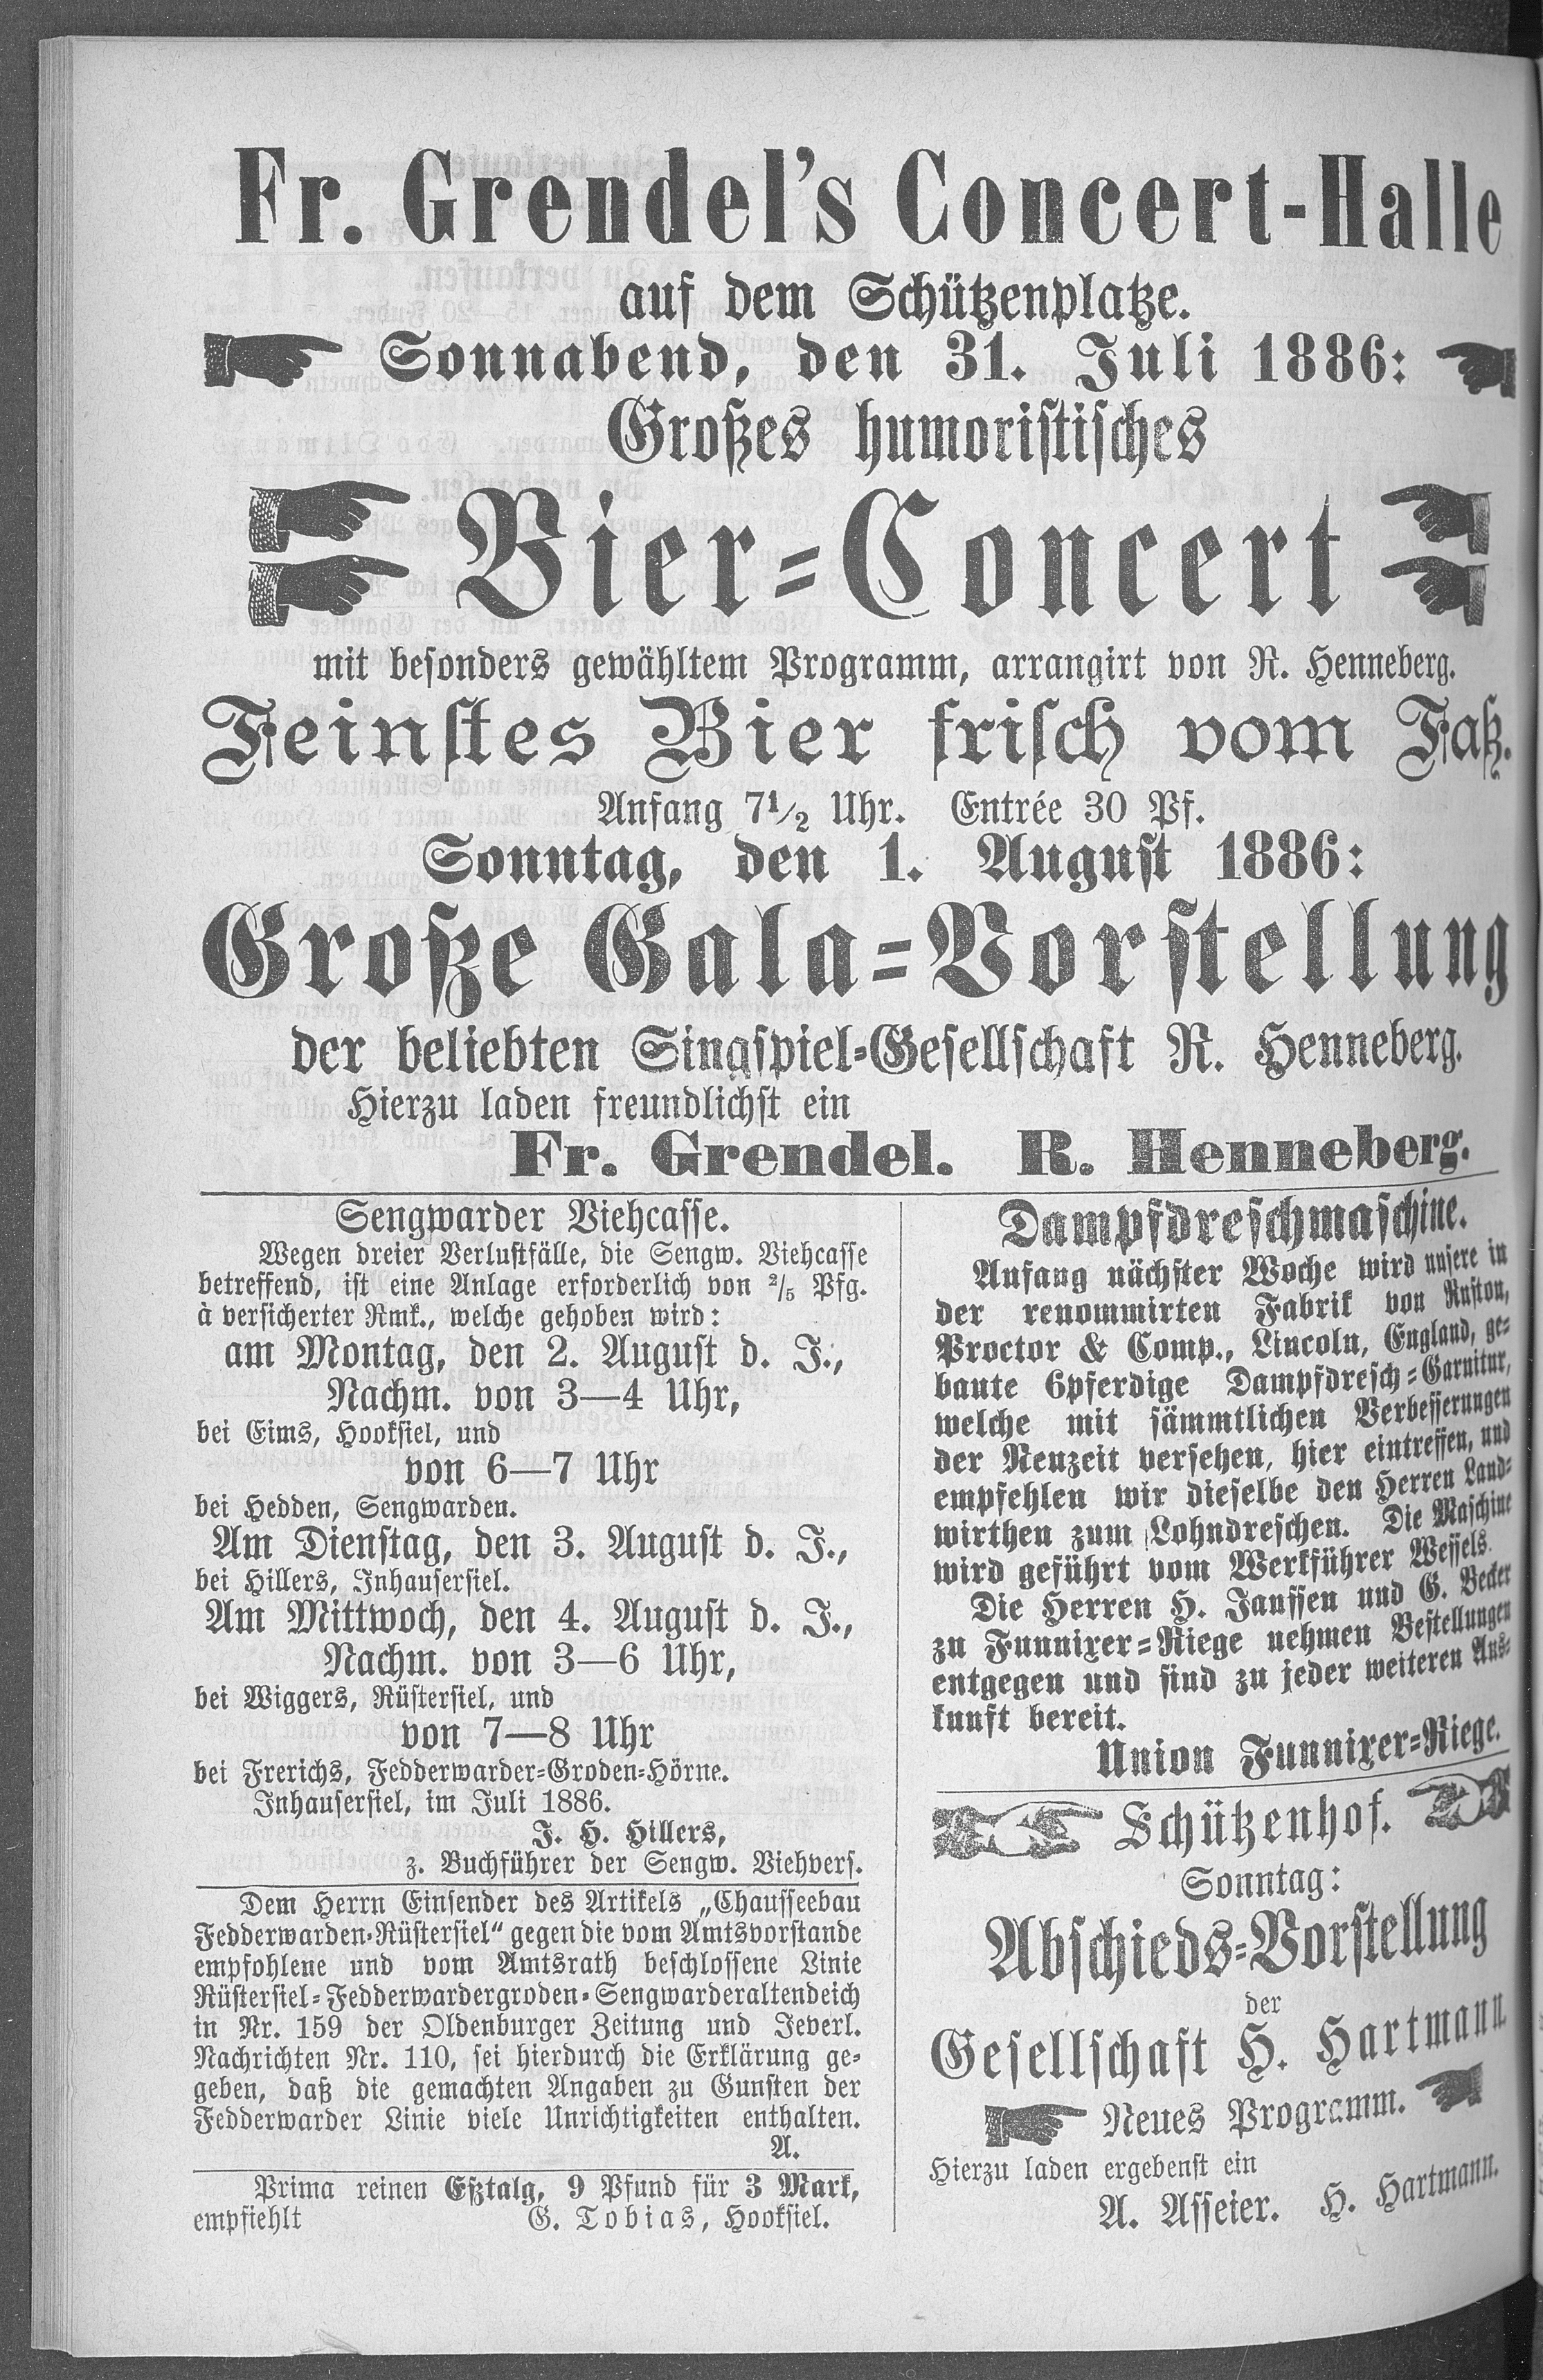 Fr. Grendel's Concert-Halle
auf dem Schützenplatze.
Sonnabend, den 31. Juli 1886:
Großes humoristisches
Bier-Concert
mit besonders gewähltem Programm, arrangirt von R. Henneberg.
Feinstes Bier frisch vom Faß.
Anfang 7½ Uhr. Entrée 30 Pf.
Sonntag, den 1. August 1886:
Große Gala-Vorstellung
der beliebten Singspiel-Gesellschaft R. Henneberg.
Hierzu laden freundlichst ein
Fr. Grendel. R. Henneberg.
Sengwarder Viehcasse.
Wegen dreier Verlustfälle, die Sengw. Viehcasse
betreffend, ist eine Anlage erforderlich von 2/5 Pfg.
à versicherter Rmk., welche gehoben wird:
am Montag, den 2. August d. J.,
Nachm. von 3—4 Uhr,
bei Eims, Hooksiel, und
von 6—7 Uhr
bei Hedden, Sengwarden.
Am Dienstag, den 3. August d. J.,
bei Hillers, Inhausersiel.
Am Mittwoch, den 4. August d. J.,
Nachm. von 3—6 Uhr,
bei Wiggers, Rüstersiel, und
von 7—8 Uhr
bei Frerichs, Fedderwarder-Groden-Hörne.
Inhausersiel, im Juli 1886.
J. H. Hillers,
z. Buchführer der Sengw. Viehvers.
Dem Herrn Einsender des Artikels „Chausseebau
Fedderwarden-Rüstersiel“ gegen die vom Amtsvorstande
empfohlene und vom Amtsrath beschlossene Linie
Rüstersiel-Fedderwardergroden-Sengwarderaltendeich
in Nr. 159 der Oldenburger Zeitung und Jeverl.
Nachrichten Nr. 110, sei hierdurch die Erklärung ge-
geben, daß die gemachten Angaben zu Gunsten der
Fedderwarder Linie viele Unrichtigkeiten enthalten.
A.
Prima reinen Eßtalg, 9 Pfund für 3 Mark,
empfiehlt G. Tobias, Hooksiel.
Dampfdreschmaschine.
Anfang nächster Woche wird unsere in
der renommirten Fabrik von Ruston,
Proctor & Comp., Lincoln, England, ge-
baute 6pferdige Dampfdresch-Garnitur,
welche mit sämmtlichen Verbesserungen
der Neuzeit versehen, hier eintreffen, und
empfehlen wir dieselbe den Herren Land-
wirthen zum Lohndreschen. Die Maschine
wird geführt vom Werkführer Wessels.
Die Herren H. Janssen und G. Becker
zu Funnixer-Riege nehmen Bestellungen
entgegen und sind zu jeder weiteren Aus-
kunft bereit.
Union Funnixer-Riege.
Schützenhof.
Sonntag:
Abschieds-Vorstellung
der
Gesellschaft H. Hartmann.
Neues Programm.
Hierzu laden ergebenst ein
A. Asseier. H. Hartmann.